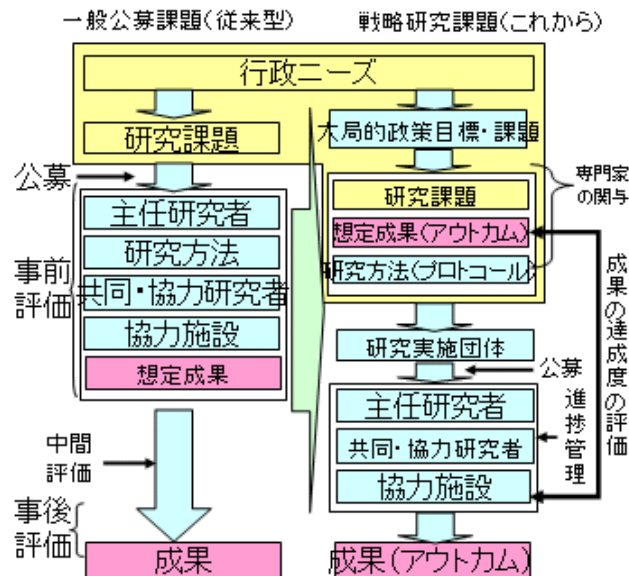 一般公募課題(従来型)
戦略研究課題(これから)
行政ニーズ
研究課題
大局的政策目標・課題
公募
専門家
の関与
研究課題
主任研究者
想定成果(アウトカム)
研究方法
研究方法(プロトコール)
事前
評価
共同・協力研究者
協力施設
研究実施団体
想定成果
公募
成果の達成度の評価
主任研究者
進捗管理
中間
評価
共同・協力研究者
協力施設
事後
評価
成果
成果(アウトカム)